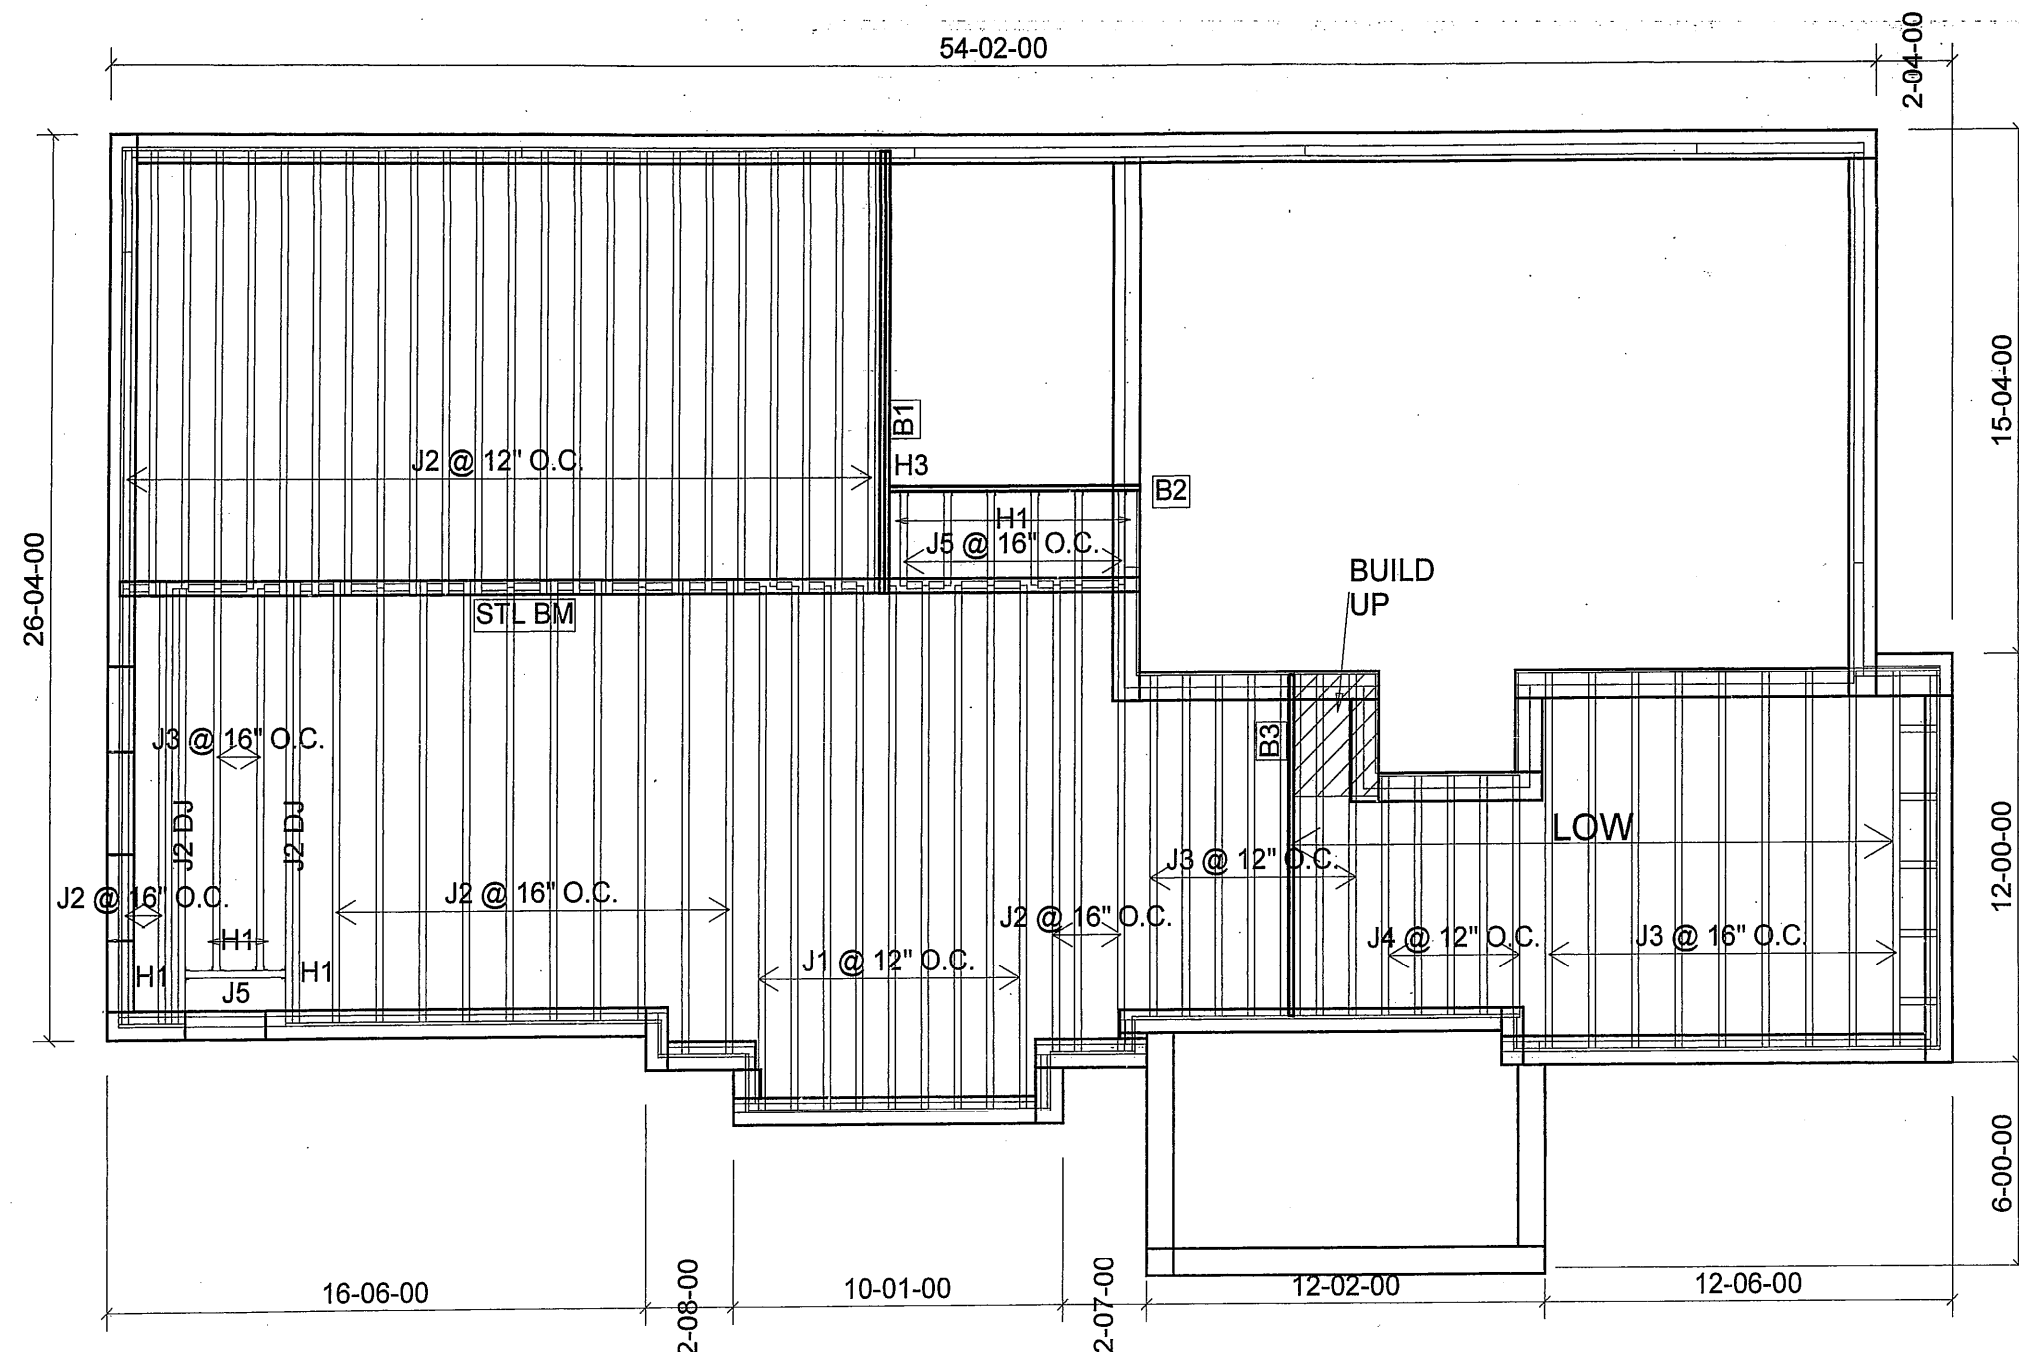 54-02-00
2-04-00
26-04-00
15-04-00
B1
J2 @ 12" O.C.
H3
B2
H1
J5 @ 16" O.C.
BUILD
UP
STL BM
J3 @ 16" O.C.
B3
J2 DJ
J2 DJ
LOW
J3 @ 12" O.C.
12-00-00
J2 @ 16" O.C.
J2 @ 16" O.C.
J2 @ 16" O.C.
J4 @ 12" O.C.
J3 @ 16" O.C.
H1
J1 @ 12" O.C.
H1
H1
J5
6-00-00
16-06-00
2-08-00
10-01-00
2-07-00
12-02-00
12-06-00